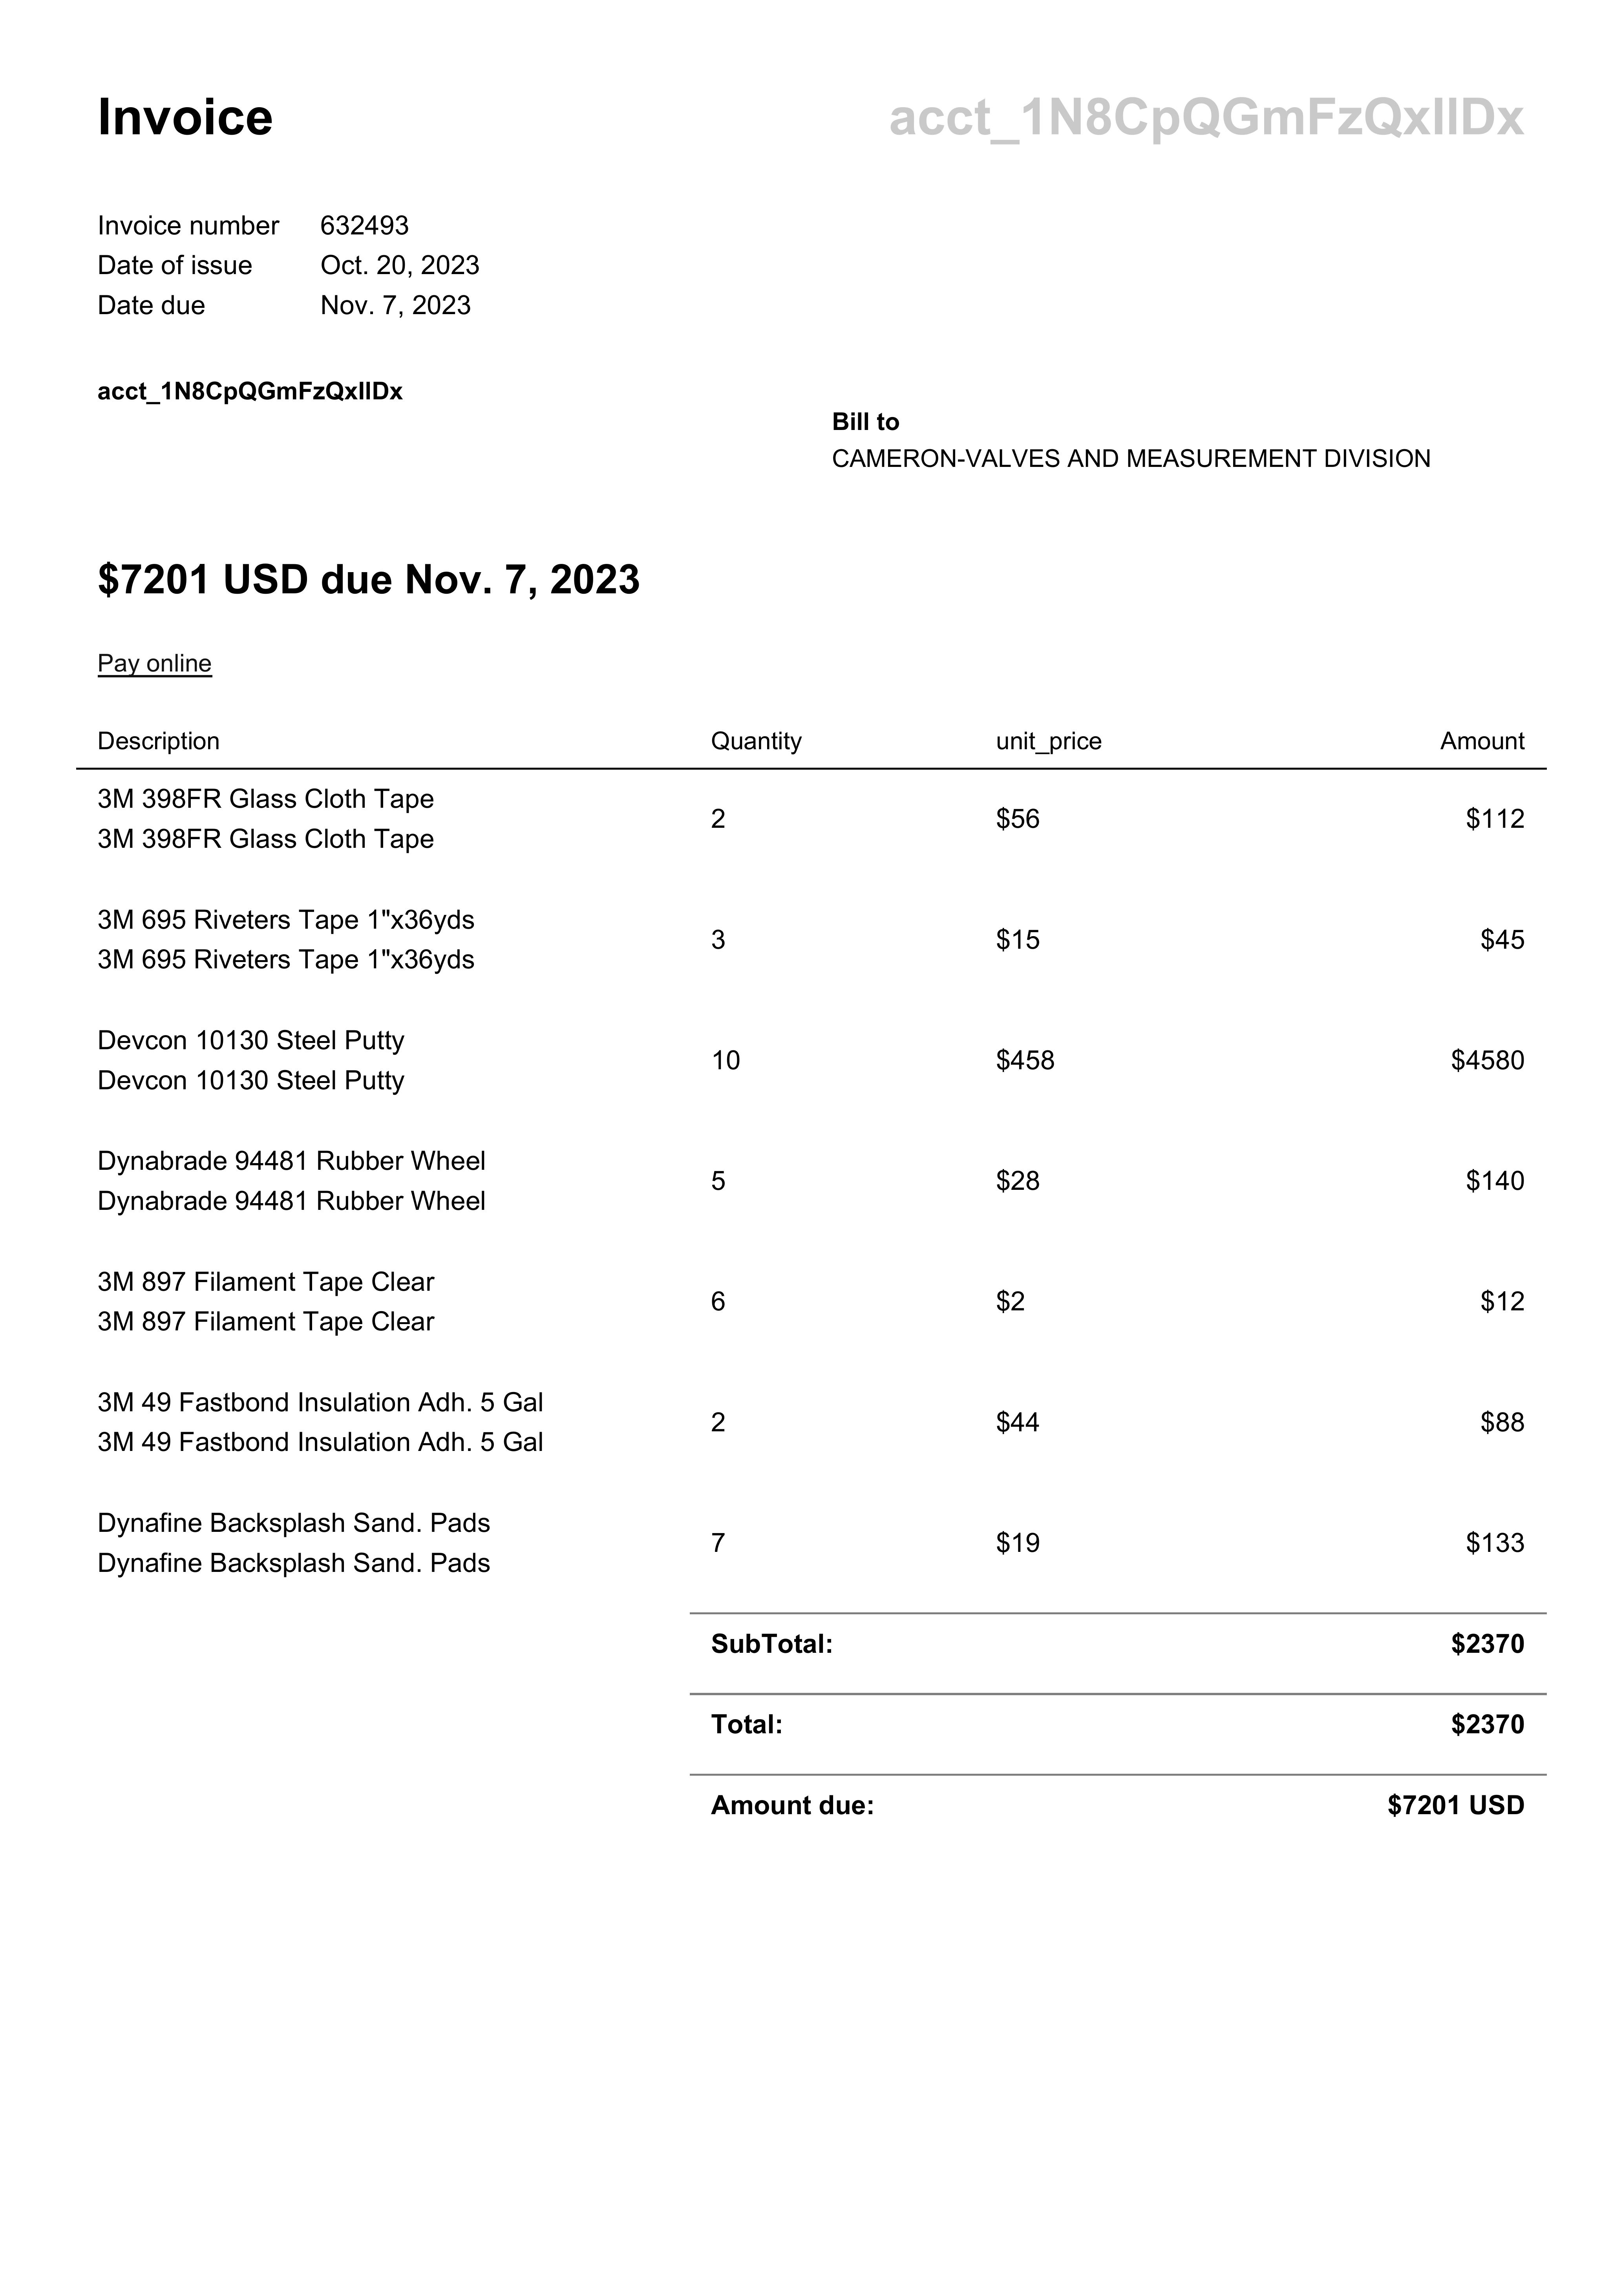 Invoice
acct_1N8CpQGmFzQxIIDx
Invoice number 632493
Date of issue Oct. 20, 2023
Date due Nov. 7, 2023
acct_1N8CpQGmFzQxIIDx
Bill to
CAMERON-VALVES AND MEASUREMENT DIVISION
$7201 USD due Nov. 7, 2023
Pay online
Description Quantity unit_price Amount
3M 398FR Glass Cloth Tape
3M 398FR Glass Cloth Tape
2 $56 $112
3M 695 Riveters Tape 1"x36yds
3M 695 Riveters Tape 1"x36yds
3 $15 $45
Devcon 10130 Steel Putty
Devcon 10130 Steel Putty
10 $458 $4580
Dynabrade 94481 Rubber Wheel
Dynabrade 94481 Rubber Wheel
5 $28 $140
3M 897 Filament Tape Clear
3M 897 Filament Tape Clear
6 $2 $12
3M 49 Fastbond Insulation Adh. 5 Gal
3M 49 Fastbond Insulation Adh. 5 Gal
2 $44 $88
Dynafine Backsplash Sand. Pads
Dynafine Backsplash Sand. Pads
7 $19 $133
SubTotal: $2370
Total: $2370
Amount due: $7201 USD